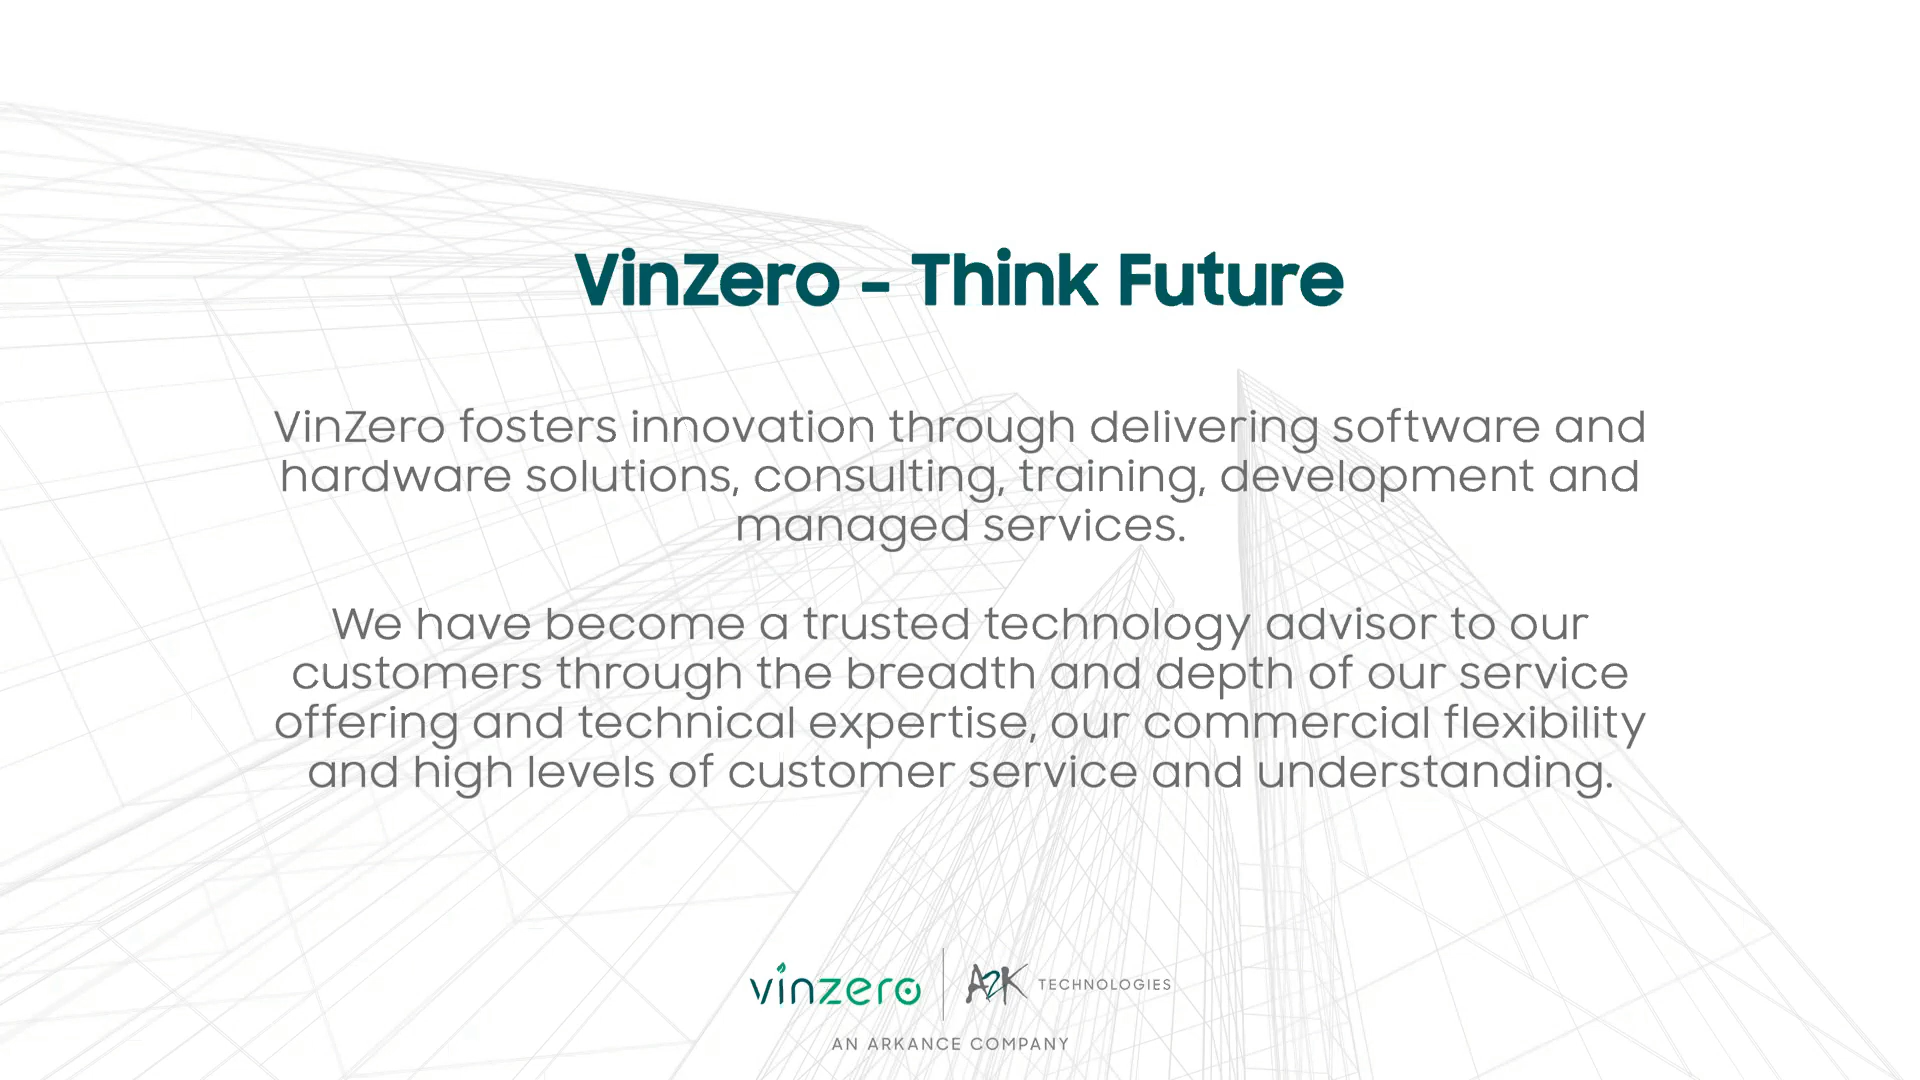 VinZero - Think Future
VinZero fosters innovation through delivering software and
hardware solutions, consulting, training, development and
managed services.
We have become a trusted technology advisor to our
customers through the breadth and depth of our service
offering and technical expertise, our commercial flexibility
and high levels of customer service and understanding.
vinzero A2K TECHNOLOGIES
AN ARKANCE COMPANY